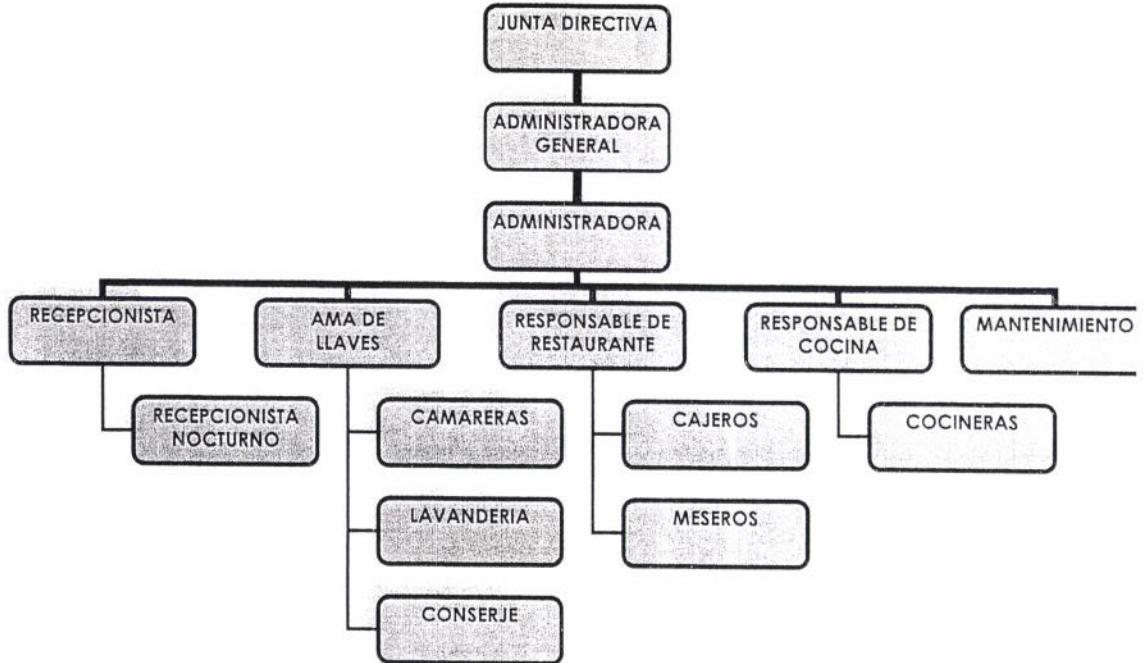 JUNTA DIRECTIVA
ADMINISTRADORA
GENERAL
ADMINISTRADORA
RECEPCIONISTA
AMA DE
LLAVES
RESPONSABLE DE
RESTAURANTE
RESPONSABLE DE
COCINA
MANTENIMIENTO
RECEPCIONISTA
NOCTURNO
CAMARERAS
CAJEROS
COCINERAS
LAVANDERIA
MESEROS
CONSERJE